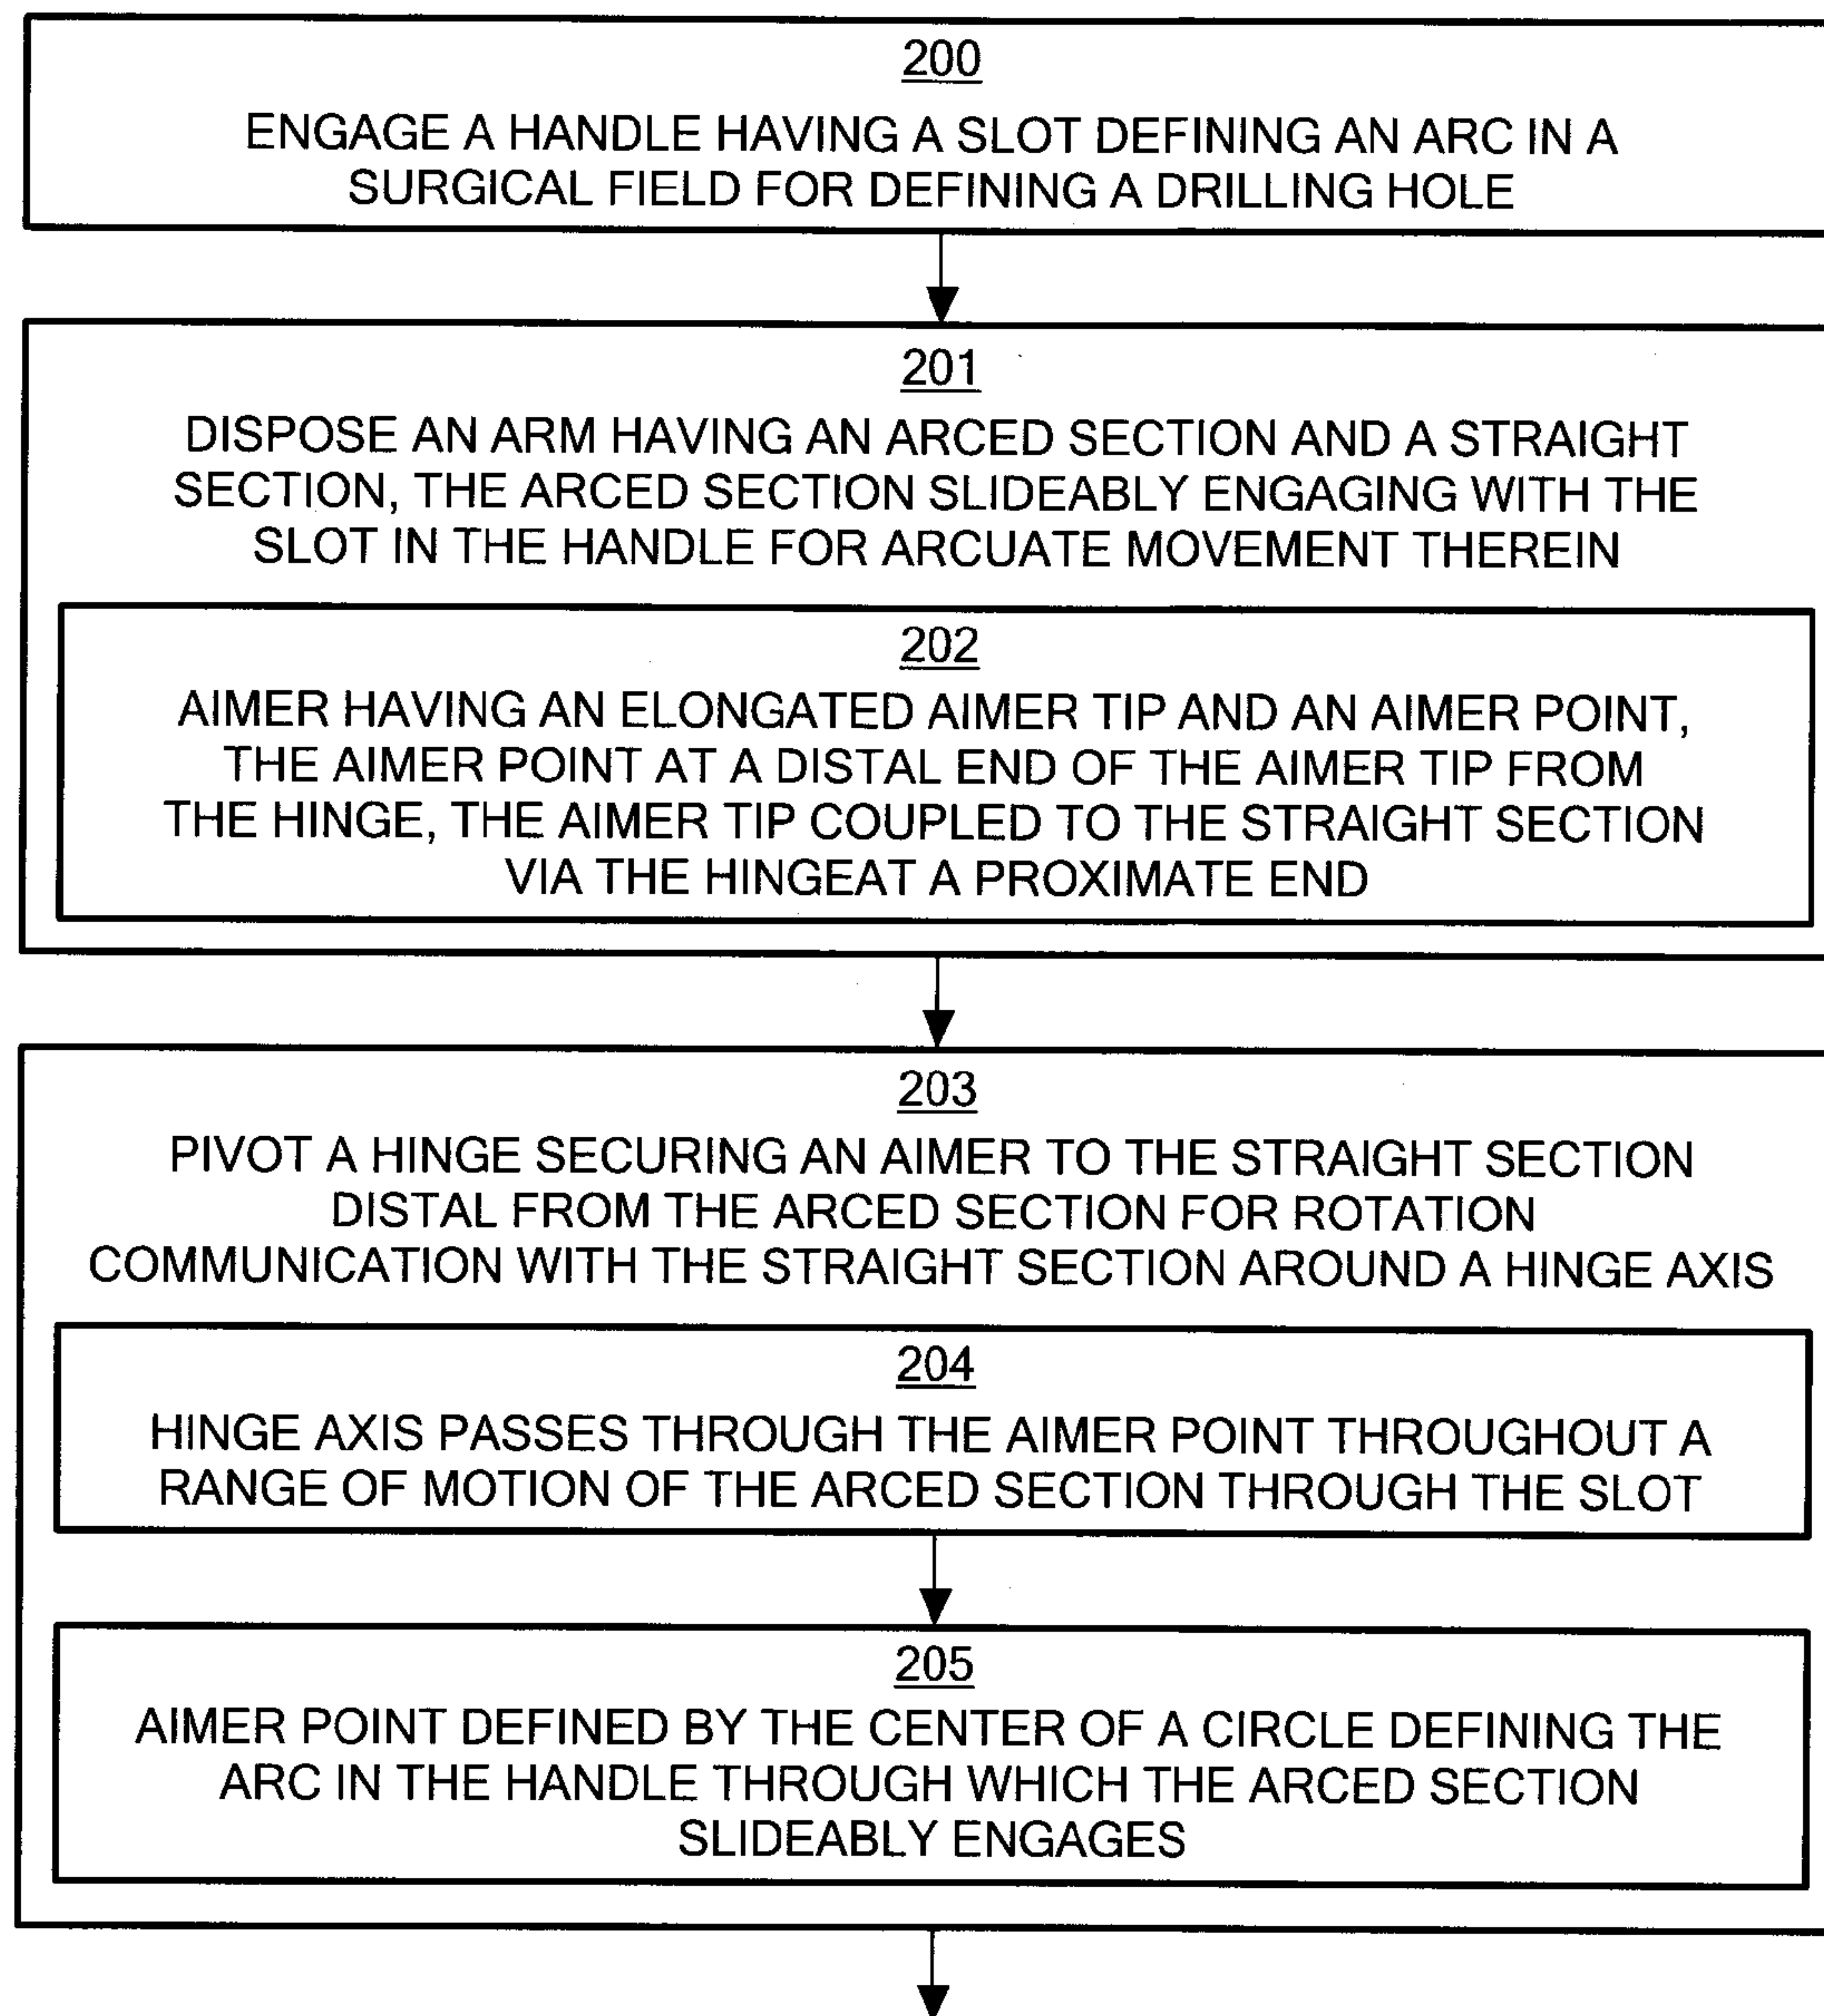 200
ENGAGE A HANDLE HAVING A SLOT DEFINING AN ARC IN A
SURGICAL FIELD FOR DEFINING A DRILLING HOLE
201
DISPOSE AN ARM HAVING AN ARCED SECTION AND A STRAIGHT
SECTION, THE ARCED SECTION SLIDEABLY ENGAGING WITH THE
SLOT IN THE HANDLE FOR ARCUATE MOVEMENT THEREIN
202
AIMER HAVING AN ELONGATED AIMER TIP AND AN AIMER POINT,
THE AIMER POINT AT A DISTAL END OF THE AIMER TIP FROM
THE HINGE, THE AIMER TIP COUPLED TO THE STRAIGHT SECTION
VIA THE HINGEAT A PROXIMATE END
203
PIVOT A HINGE SECURING AN AIMER TO THE STRAIGHT SECTION
DISTAL FROM THE ARCED SECTION FOR ROTATION
COMMUNICATION WITH THE STRAIGHT SECTION AROUND A HINGE AXIS
204
HINGE AXIS PASSES THROUGH THE AIMER POINT THROUGHOUT A
RANGE OF MOTION OF THE ARCED SECTION THROUGH THE SLOT
205
AIMER POINT DEFINED BY THE CENTER OF A CIRCLE DEFINING THE
ARC IN THE HANDLE THROUGH WHICH THE ARCED SECTION
SLIDEABLY ENGAGES